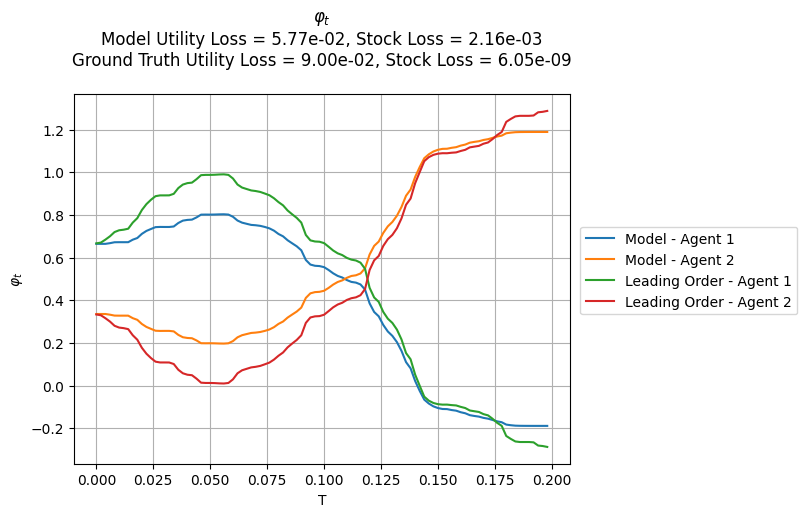 φₜ
Model Utility Loss = 5.77e-02, Stock Loss = 2.16e-03
Ground Truth Utility Loss = 9.00e-02, Stock Loss = 6.05e-09
φₜ
1.2
1.0
0.8
0.6
0.4
0.2
0.0
−0.2
0.000 0.025 0.050 0.075 0.100 0.125 0.150 0.175 0.200
T
Model - Agent 1
Model - Agent 2
Leading Order - Agent 1
Leading Order - Agent 2